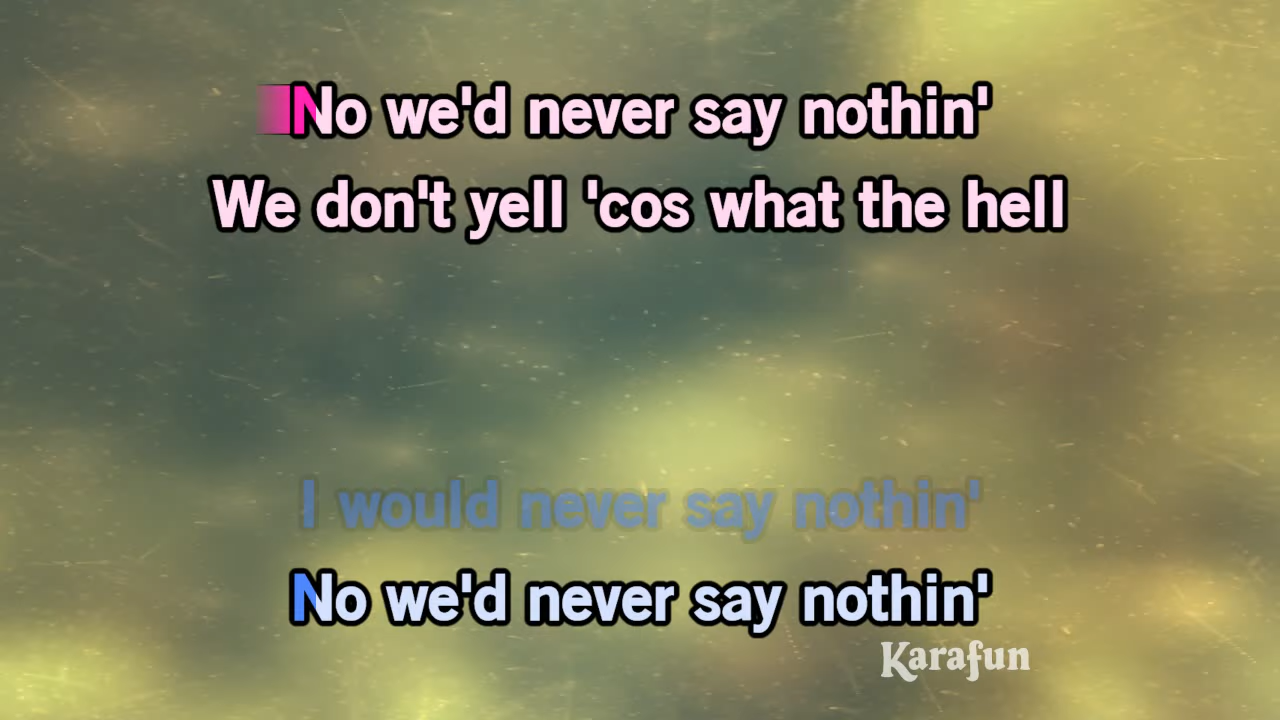 No we'd never say nothin'
We don't yell 'cos what the hell
I would never say nothin'
No we'd never say nothin'
Karafun